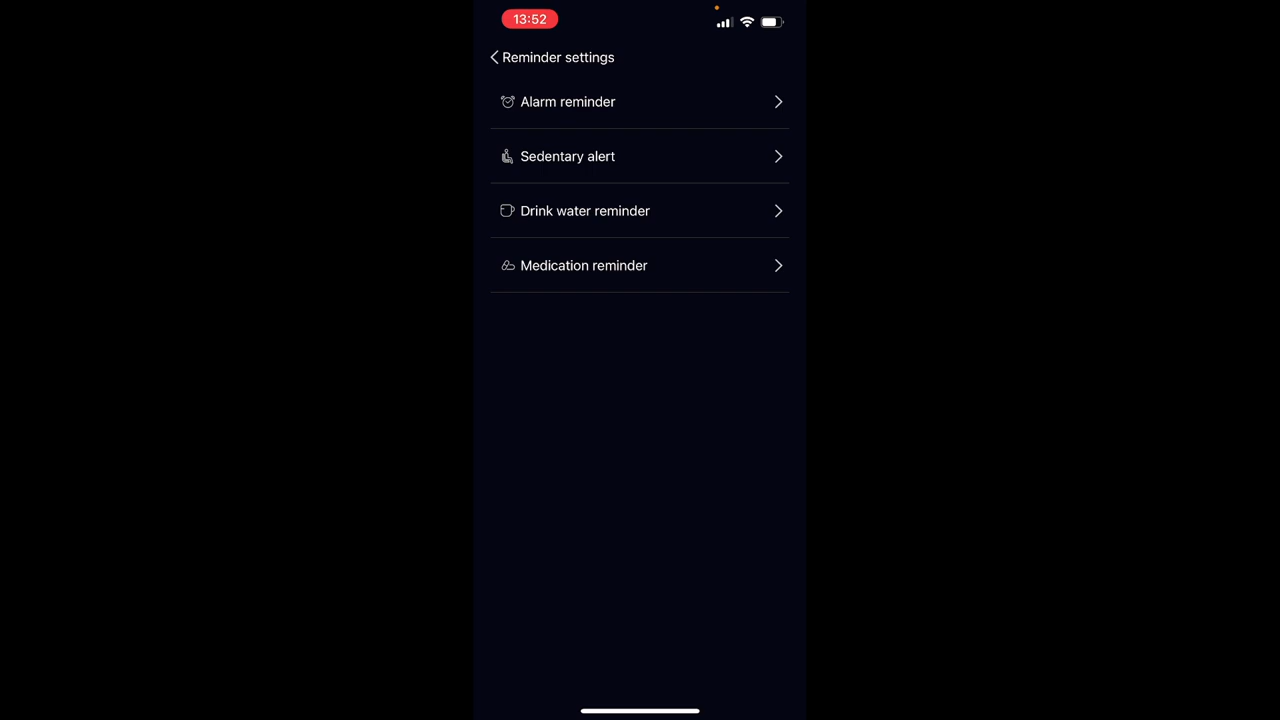 13:52
Reminder settings
Alarm reminder
Sedentary alert
Drink water reminder
Medication reminder